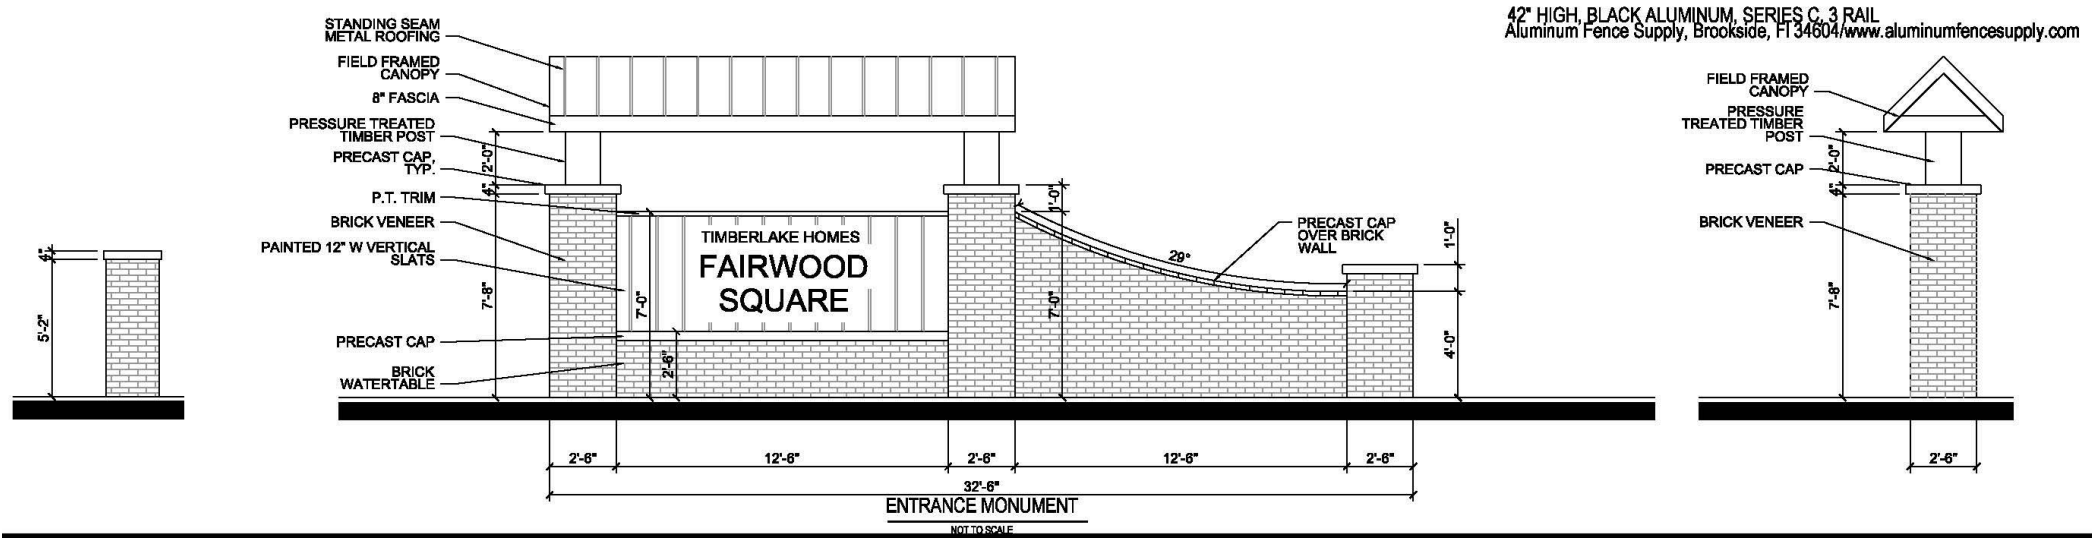 42" HIGH, BLACK ALUMINUM, SERIES C, 3 RAIL
Aluminum Fence Supply, Brookside, Fl 34604/www.aluminumfencesupply.com
STANDING SEAM
METAL ROOFING
FIELD FRAMED
CANOPY
8" FASCIA
PRESSURE TREATED
TIMBER POST
PRECAST CAP,
TYP.
P.T. TRIM
BRICK VENEER
PAINTED 12" W VERTICAL
SLATS
PRECAST CAP
BRICK
WATERTABLE
4"
5'-2"
2'-0"
4"
7'-8"
TIMBERLAKE HOMES
FAIRWOOD
SQUARE
7'-0"
2'-6"
1'-0"
7'-0"
29°
PRECAST CAP
OVER BRICK
WALL
1'-0"
4'-0"
FIELD FRAMED
CANOPY
PRESSURE
TREATED TIMBER
POST
PRECAST CAP
BRICK VENEER
2'-0"
4"
7'-8"
2'-6"
12'-6"
2'-6"
12'-6"
2'-6"
2'-6"
32'-6"
ENTRANCE MONUMENT
NOT TO SCALE